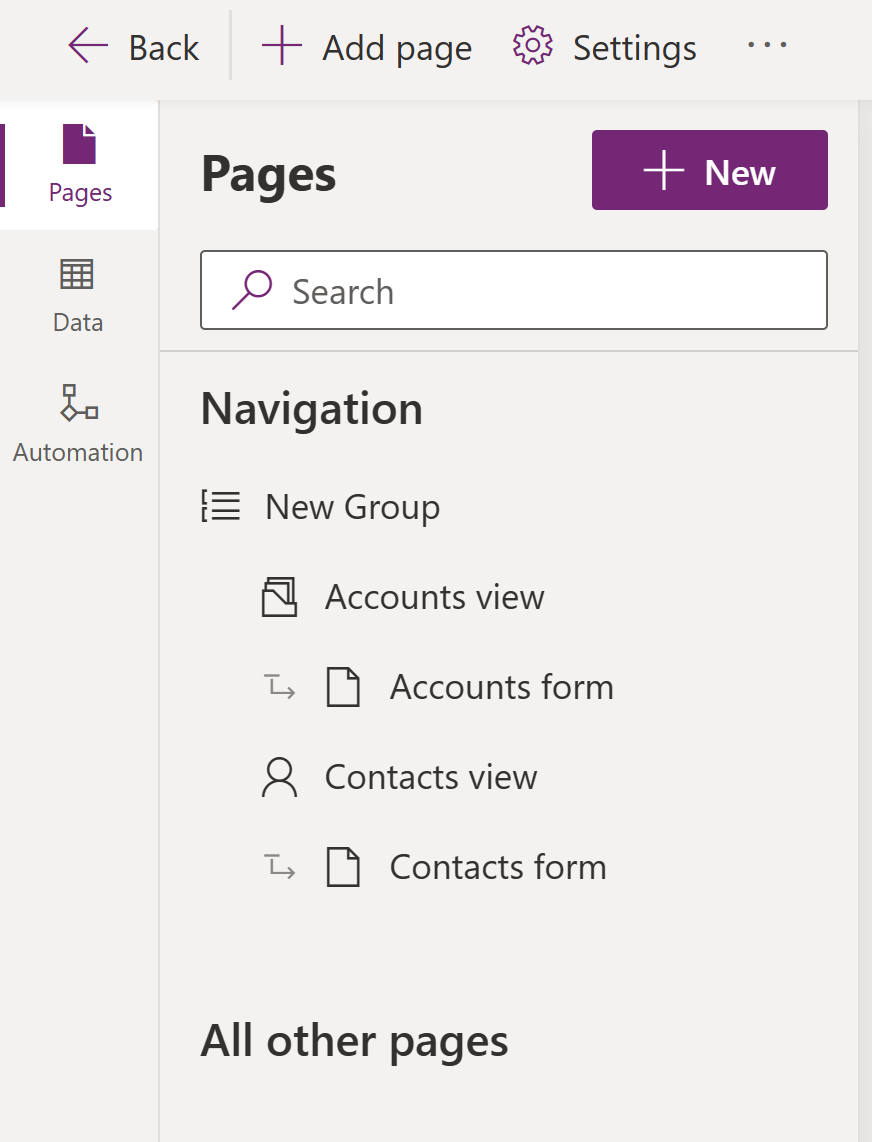 Back
Add page
Settings
Pages
Data
Automation
Pages
New
Search
Navigation
New Group
Accounts view
Accounts form
Contacts view
Contacts form
All other pages